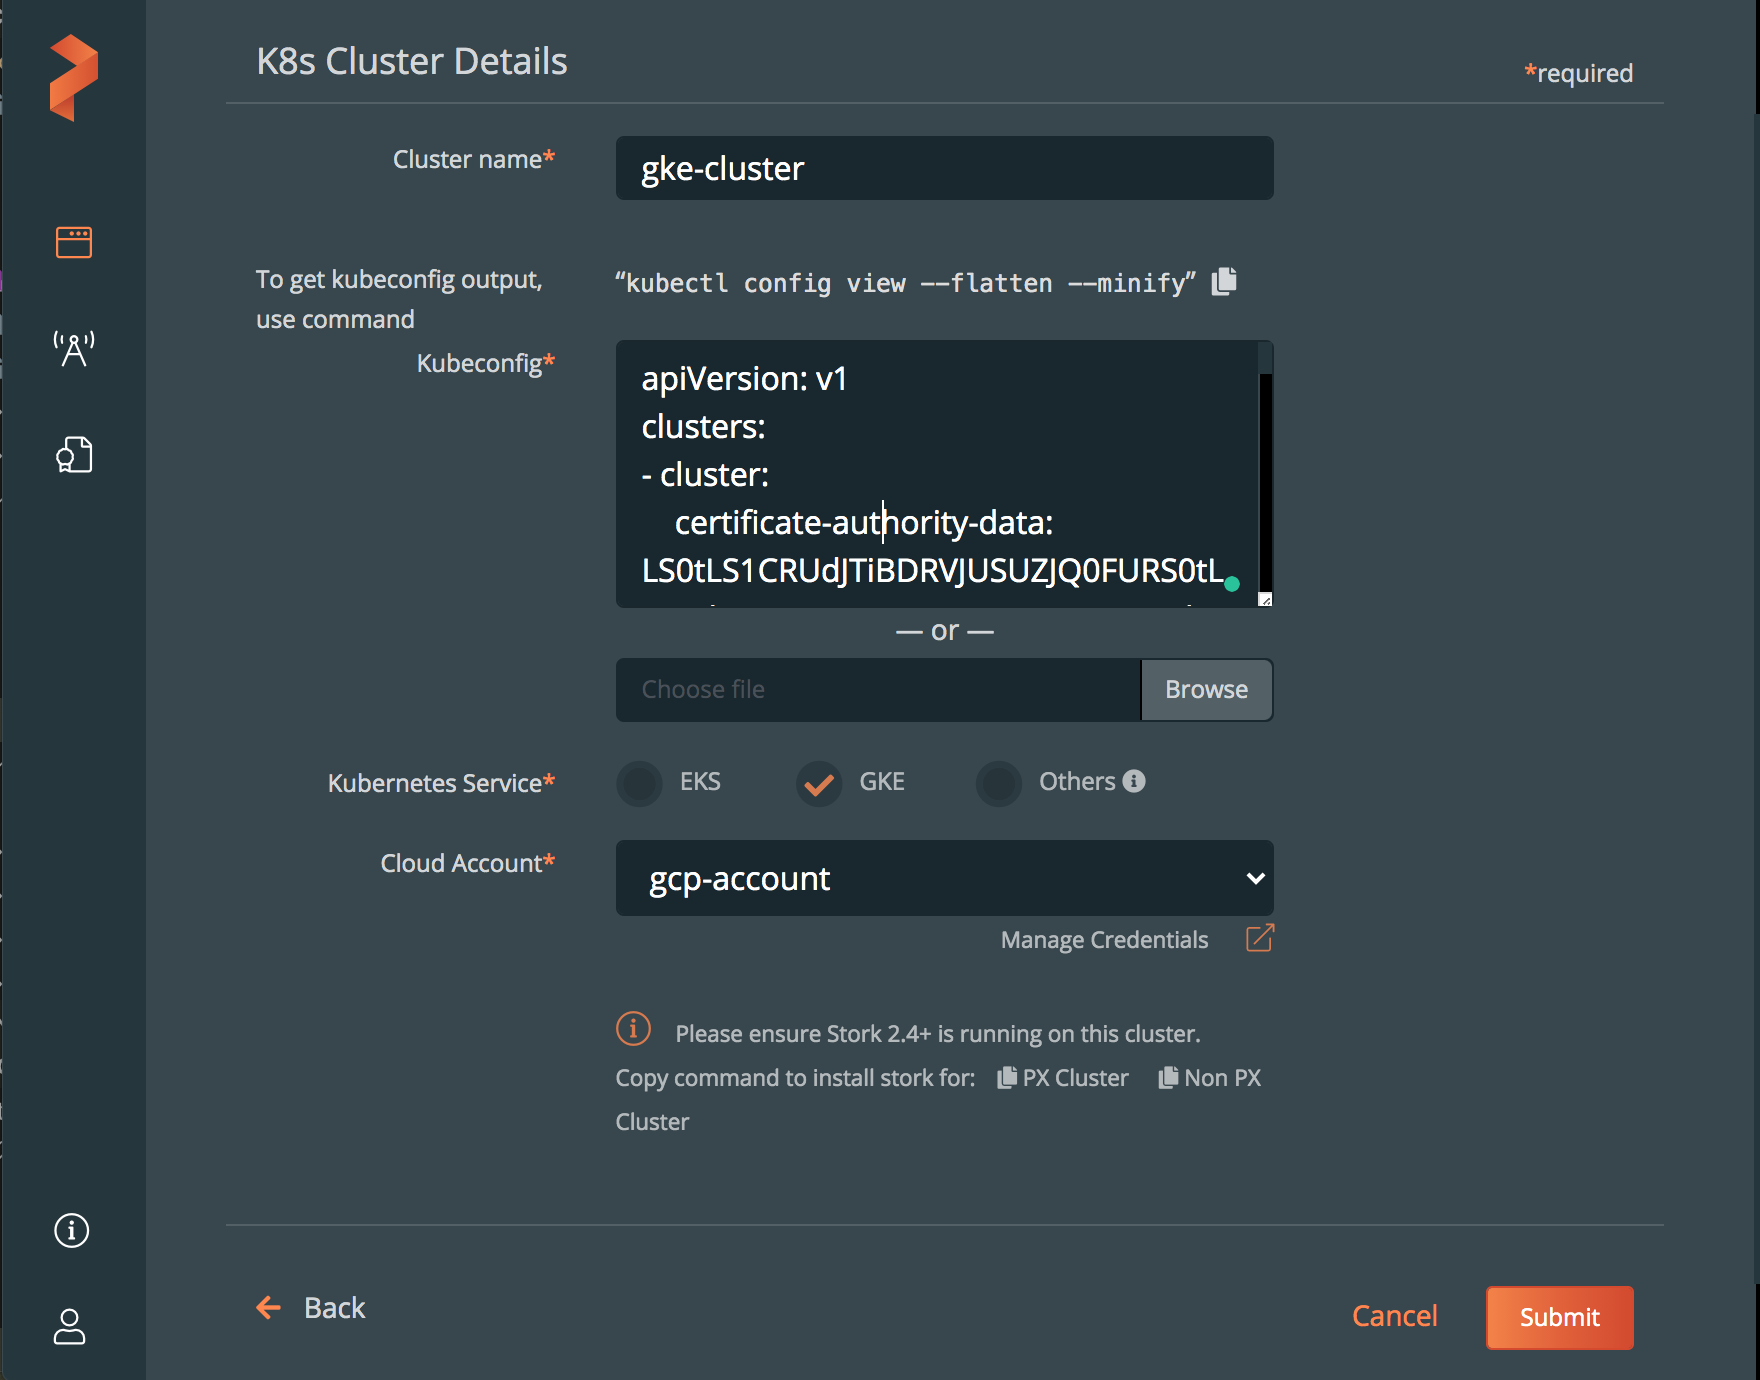 K8s Cluster Details
*required
Cluster name*
gke-cluster
To get kubeconfig output,
use command
“kubectl config view --flatten --minify”
Kubeconfig*
apiVersion: v1
clusters:
- cluster:
certificate-authority-data:
LS0tLS1CRUdJTiBDRVJUSUZJQ0FURS0tL
— or —
Choose file
Browse
Kubernetes Service*
EKS
GKE
Others
Cloud Account*
gcp-account
Manage Credentials
Please ensure Stork 2.4+ is running on this cluster.
Copy command to install stork for: PX Cluster Non PX
Cluster
Back
Cancel
Submit